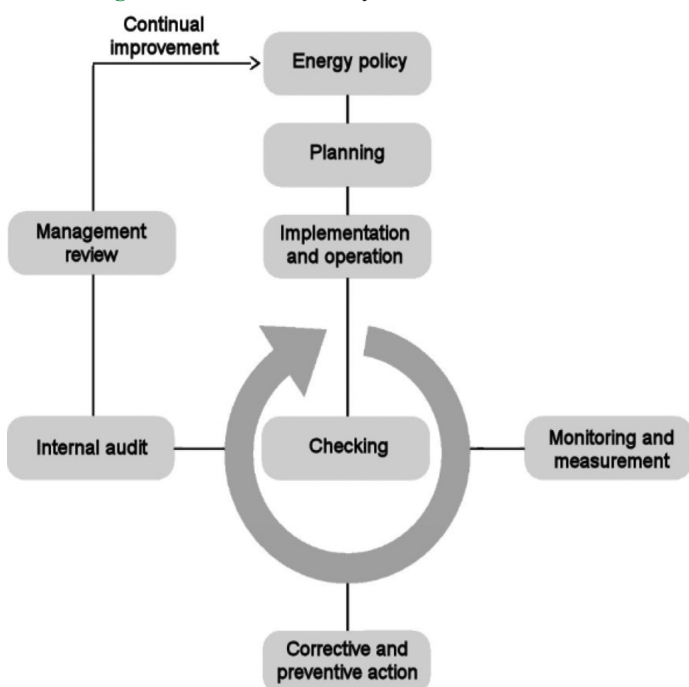 Continual
improvement
Energy policy
Planning
Management
review
Implementation
and operation
Internal audit
Checking
Monitoring and
measurement
Corrective and
preventive action